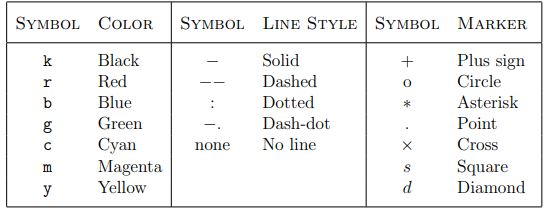 SYMBOL COLOR SYMBOL LINE STYLE SYMBOL MARKER
k Black − Solid + Plus sign
r Red −− Dashed o Circle
b Blue : Dotted ∗ Asterisk
g Green −. Dash-dot . Point
c Cyan none No line × Cross
m Magenta s Square
y Yellow d Diamond